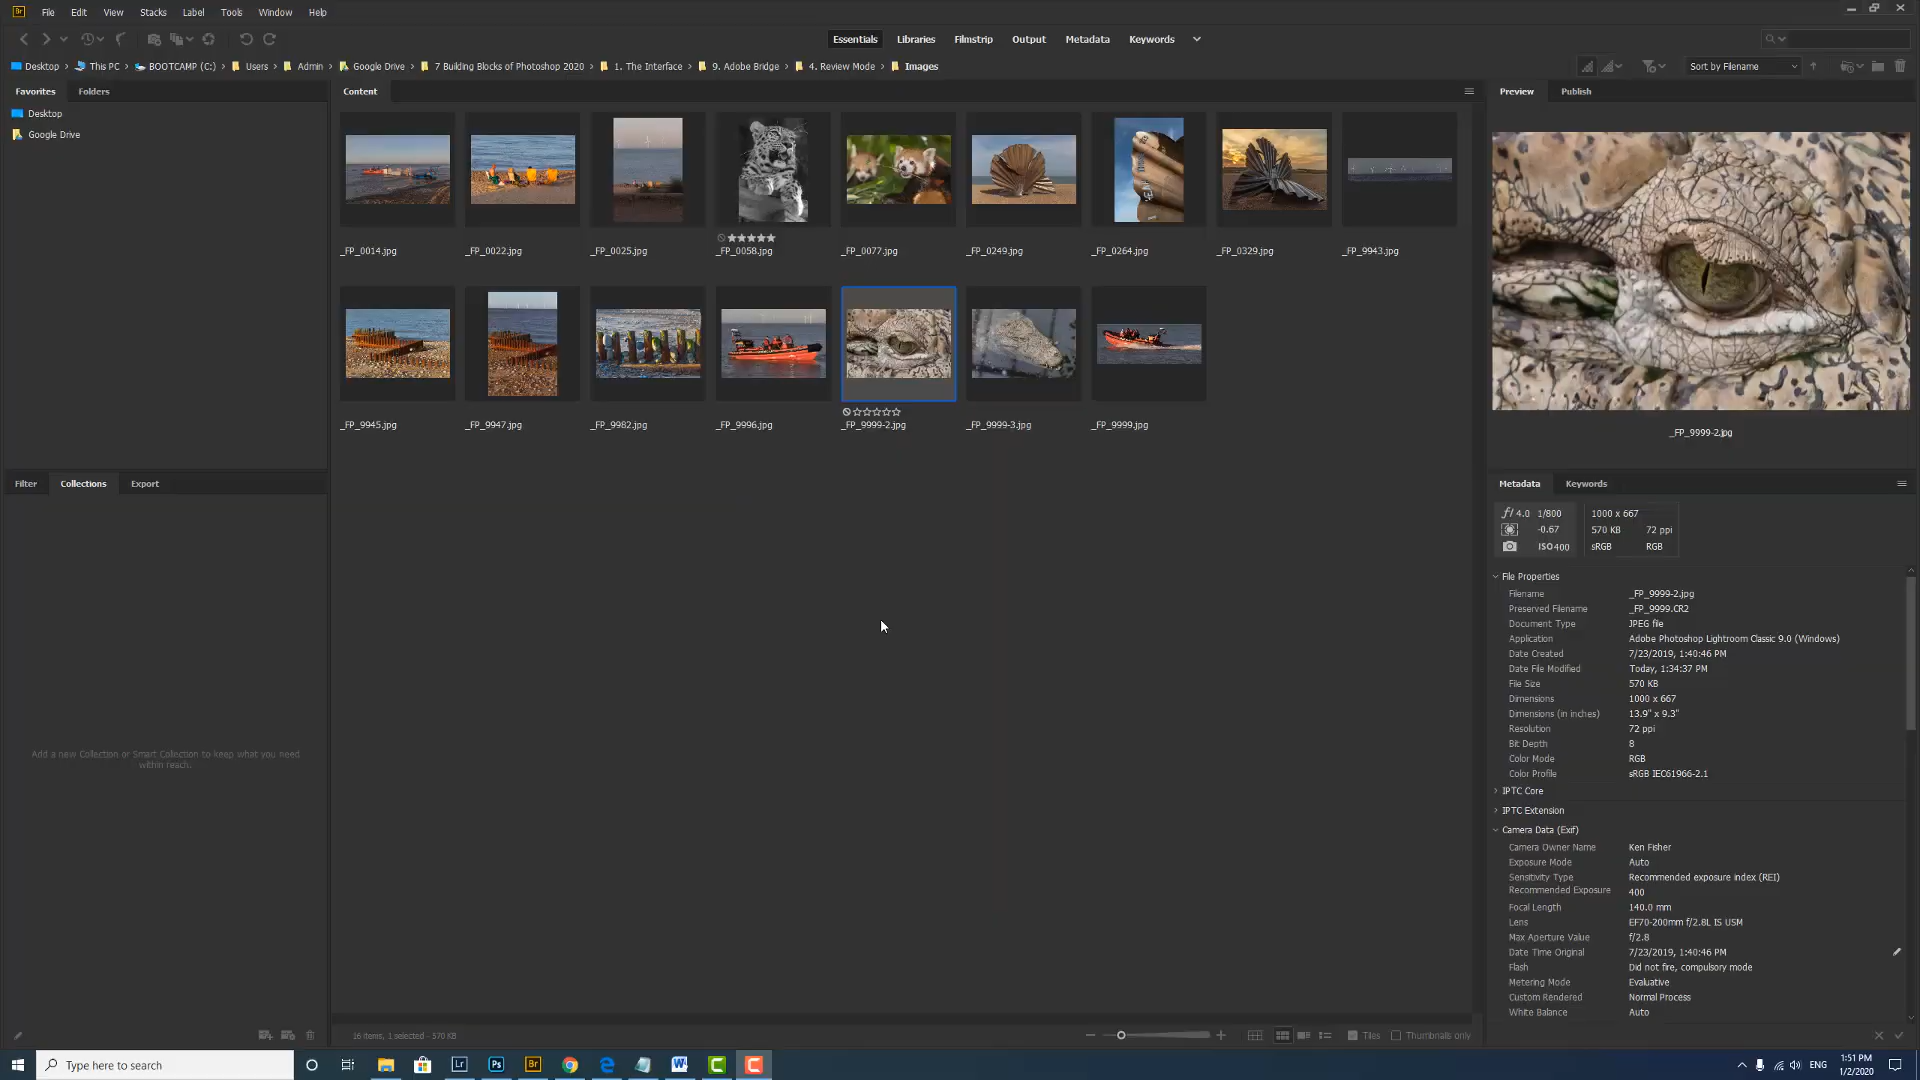 Br File Edit View Stacks Label Tools Window Help
Essentials Libraries Filmstrip Output Metadata Keywords
Desktop This PC BOOTCAMP (C:) Users Admin Google Drive 7 Building Blocks of Photoshop 2020 1. The Interface 9. Adobe Bridge 4. Review Mode Images
Sort by Filename
Favorites Folders
Desktop
Google Drive
Content
_FP_0014.jpg _FP_0022.jpg _FP_0025.jpg _FP_0058.jpg _FP_0077.jpg _FP_0249.jpg _FP_0264.jpg _FP_0329.jpg _FP_9943.jpg
_FP_9945.jpg _FP_9947.jpg _FP_9982.jpg _FP_9996.jpg _FP_9999-2.jpg _FP_9999-3.jpg _FP_9999.jpg
Preview Publish
_FP_9999-2.jpg
Filter Collections Export
Add a new Collection or Smart Collection to keep what you need
within reach.
Metadata Keywords
f/ 4.0 1/800 1000 x 667
-0.67 570 KB 72 ppi
ISO400 sRGB RGB
File Properties
Filename _FP_9999-2.jpg
Preserved Filename _FP_9999.CR2
Document Type JPEG file
Application Adobe Photoshop Lightroom Classic 9.0 (Windows)
Date Created 7/23/2019, 1:40:46 PM
Date File Modified Today, 1:34:37 PM
File Size 570 KB
Dimensions 1000 x 667
Dimensions (in inches) 13.9" x 9.3"
Resolution 72 ppi
Bit Depth 8
Color Mode RGB
Color Profile sRGB IEC61966-2.1
IPTC Core
IPTC Extension
Camera Data (Exif)
Camera Owner Name Ken Fisher
Exposure Mode Auto
Sensitivity Type Recommended exposure index (REI)
Recommended Exposure 400
Focal Length 140.0 mm
Lens EF70-200mm f/2.8L IS USM
Max Aperture Value f/2.8
Date Time Original 7/23/2019, 1:40:46 PM
Flash Did not fire, compulsory mode
Metering Mode Evaluative
Custom Rendered Normal Process
White Balance Auto
16 items, 1 selected - 570 KB
Tiles Thumbnails only
Type here to search
Lr Ps Br
ENG
1:51 PM
1/2/2020